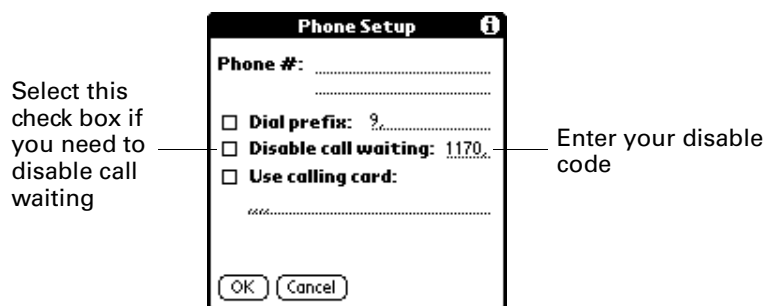 Phone Setup
Phone #:
Select this
check box if
you need to
disable call
waiting
Dial prefix: 9,
Disable call waiting: 1170,
Use calling card:
,,,,
Enter your disable
code
OK Cancel